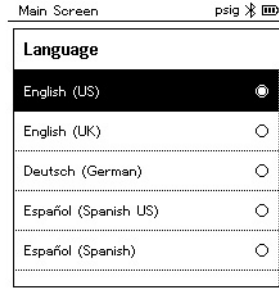 Main Screen psig
Language
English (US)
English (UK)
Deutsch (German)
Español (Spanish US)
Español (Spanish)